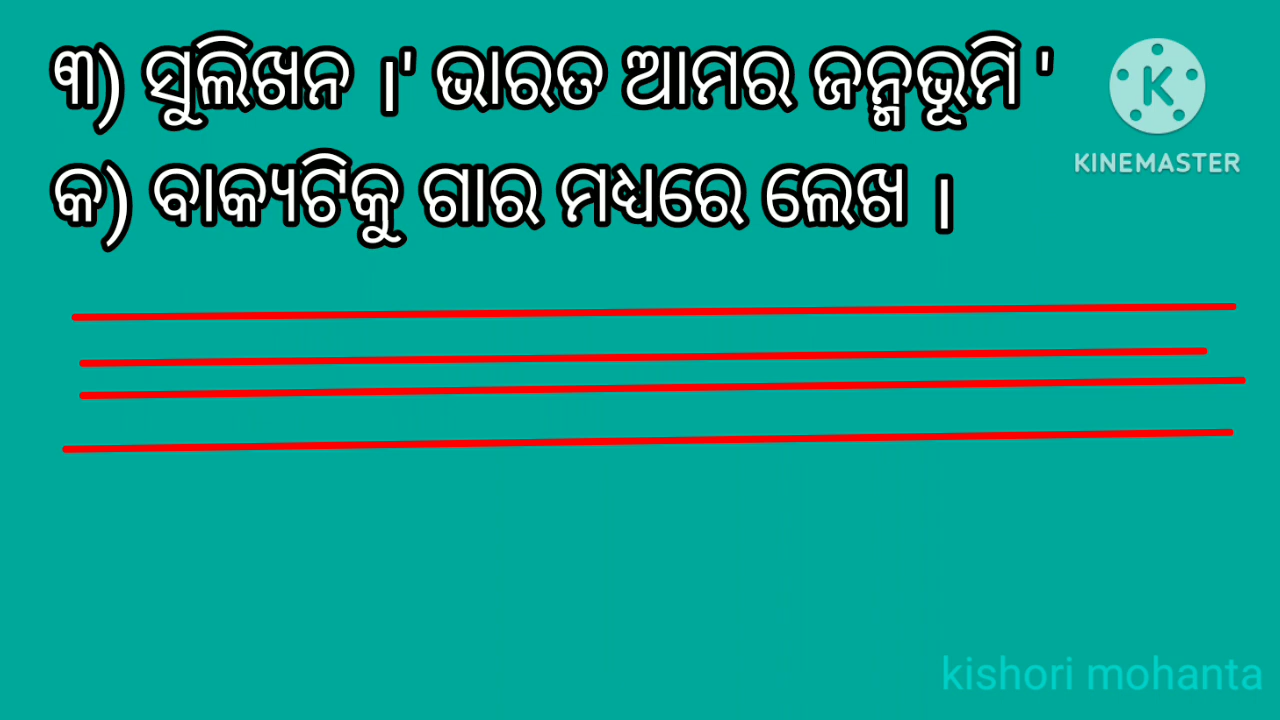 ୩) ସୁଲିଖନ ।' ଭାରତ ଆମର ଜନ୍ମଭୂମି '
କ) ବାକ୍ୟଟିକୁ ଗାର ମଧ୍ୟରେ ଲେଖ ।
K
KINEMASTER
kishori mohanta